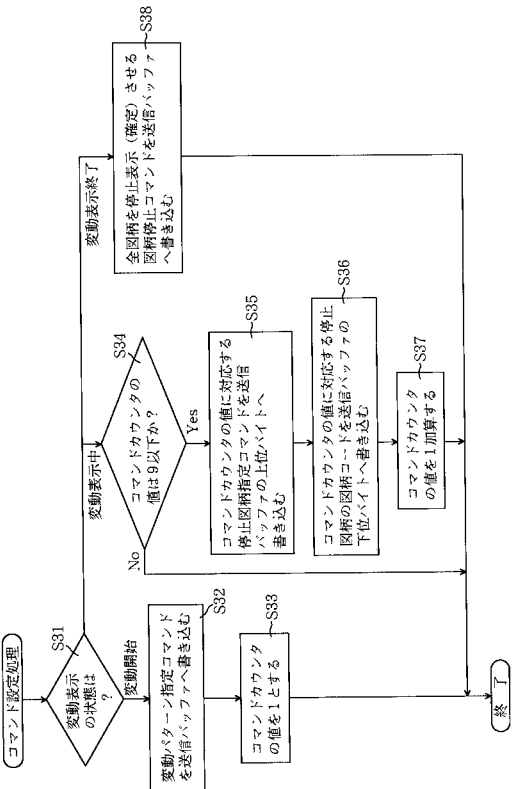 コマンド設定処理
S31
変動表示
の状態は
?
変動開始
変動パターン指定コマンド
を送信バッファへ書き込む
S32
コマンドカウンタ
の値を1とする
S33
変動表示中
コマンドカウンタの
値は9以下か?
S34
No
Yes
コマンドカウンタの値に対応する
停止図柄指定コマンドを送信
バッファの上位バイトへ
書き込む
S35
コマンドカウンタの値に対応する停止
図柄の図柄コードを送信バッファの
下位バイトへ書き込む
S36
コマンドカウンタ
の値を1加算する
S37
変動表示終了
全図柄を停止表示(確定)させる
図柄停止コマンドを送信バッファ
へ書き込む
S38
終 了